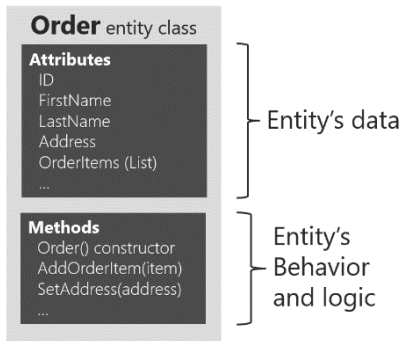 Order entity class
Attributes
ID
FirstName
LastName
Address
OrderItems (List)
...
Entity's data
Methods
Order() constructor
AddOrderItem(item)
SetAddress(address)
...
Entity's
Behavior
and logic